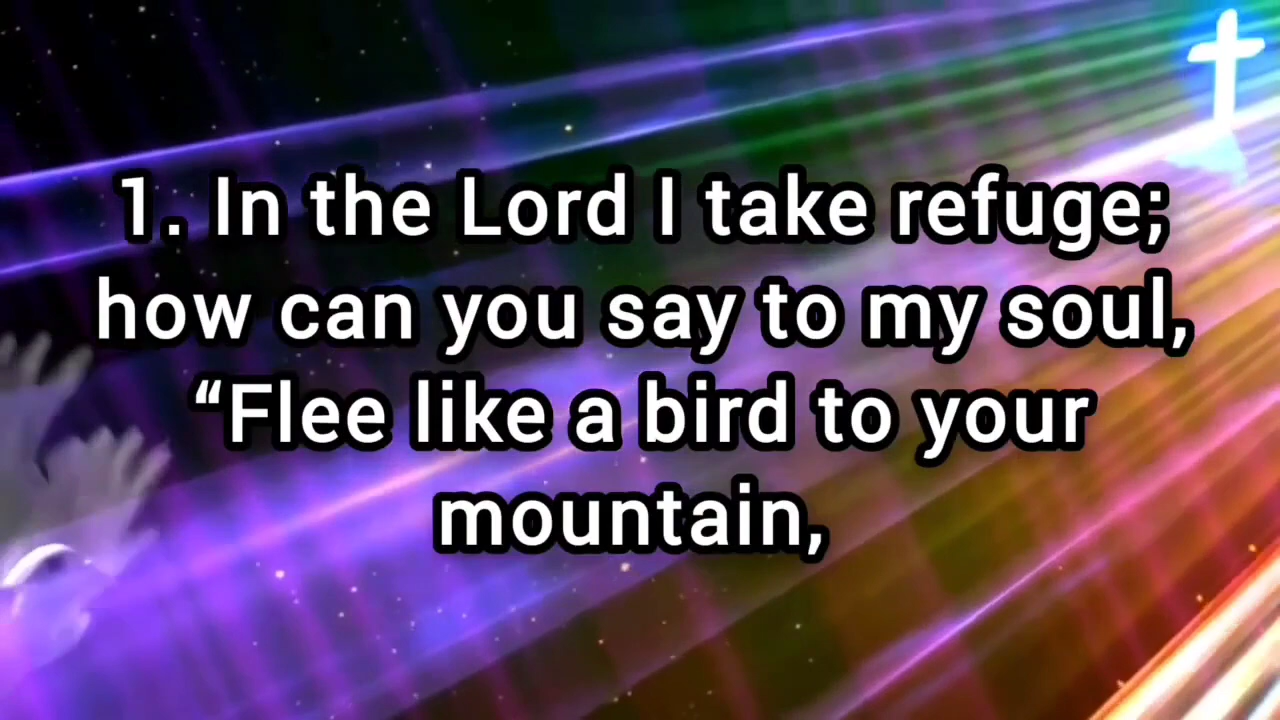 1. In the Lord I take refuge;
how can you say to my soul,
“Flee like a bird to your
mountain,